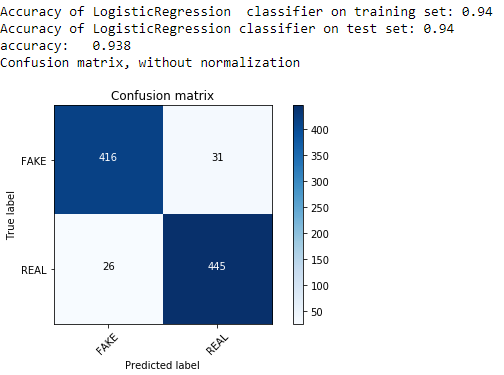 Accuracy of LogisticRegression  classifier on training set: 0.94
Accuracy of LogisticRegression classifier on test set: 0.94
accuracy:   0.938
Confusion matrix, without normalization
Confusion matrix
FAKE
416
31
REAL
26
445
True label
FAKE
REAL
Predicted label
400
350
300
250
200
150
100
50